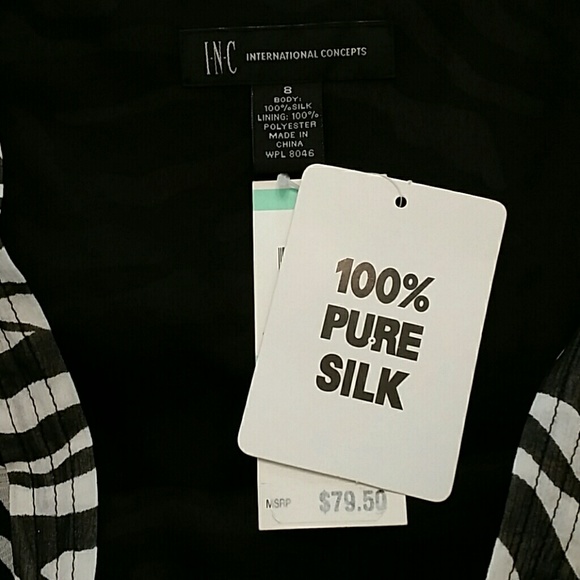 I·N·C INTERNATIONAL CONCEPTS
8
BODY:
100%SILK
LINING: 100%
POLYESTER
MADE IN
CHINA
WPL 8046
100%
PURE
SILK
MSRP $79.50